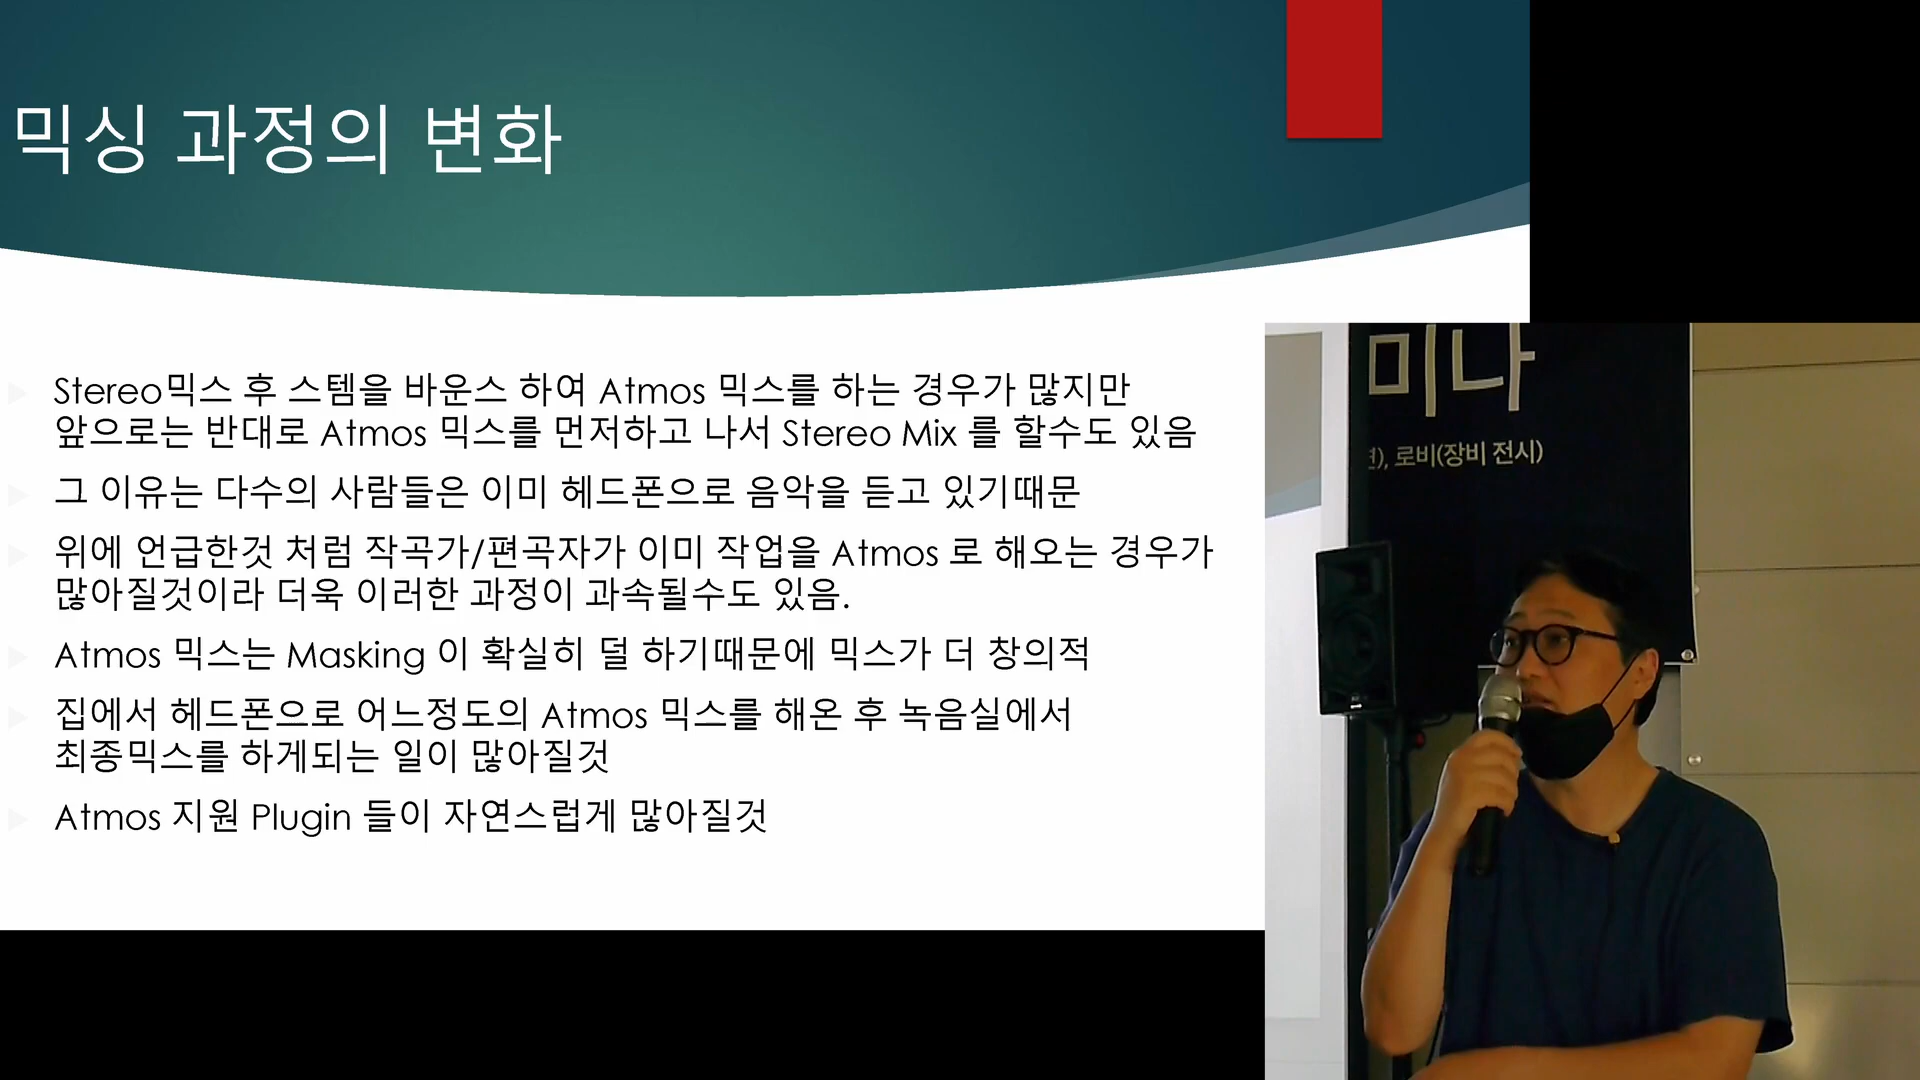 믹싱 과정의 변화
Stereo믹스 후 스템을 바운스 하여 Atmos 믹스를 하는 경우가 많지만
앞으로는 반대로 Atmos 믹스를 먼저하고 나서 Stereo Mix 를 할수도 있음
그 이유는 다수의 사람들은 이미 헤드폰으로 음악을 듣고 있기때문
위에 언급한것 처럼 작곡가/편곡자가 이미 작업을 Atmos 로 해오는 경우가
많아질것이라 더욱 이러한 과정이 과속될수도 있음.
Atmos 믹스는 Masking 이 확실히 덜 하기때문에 믹스가 더 창의적
집에서 헤드폰으로 어느정도의 Atmos 믹스를 해온 후 녹음실에서
최종믹스를 하게되는 일이 많아질것
Atmos 지원 Plugin 들이 자연스럽게 많아질것
미나
), 로비(장비 전시)